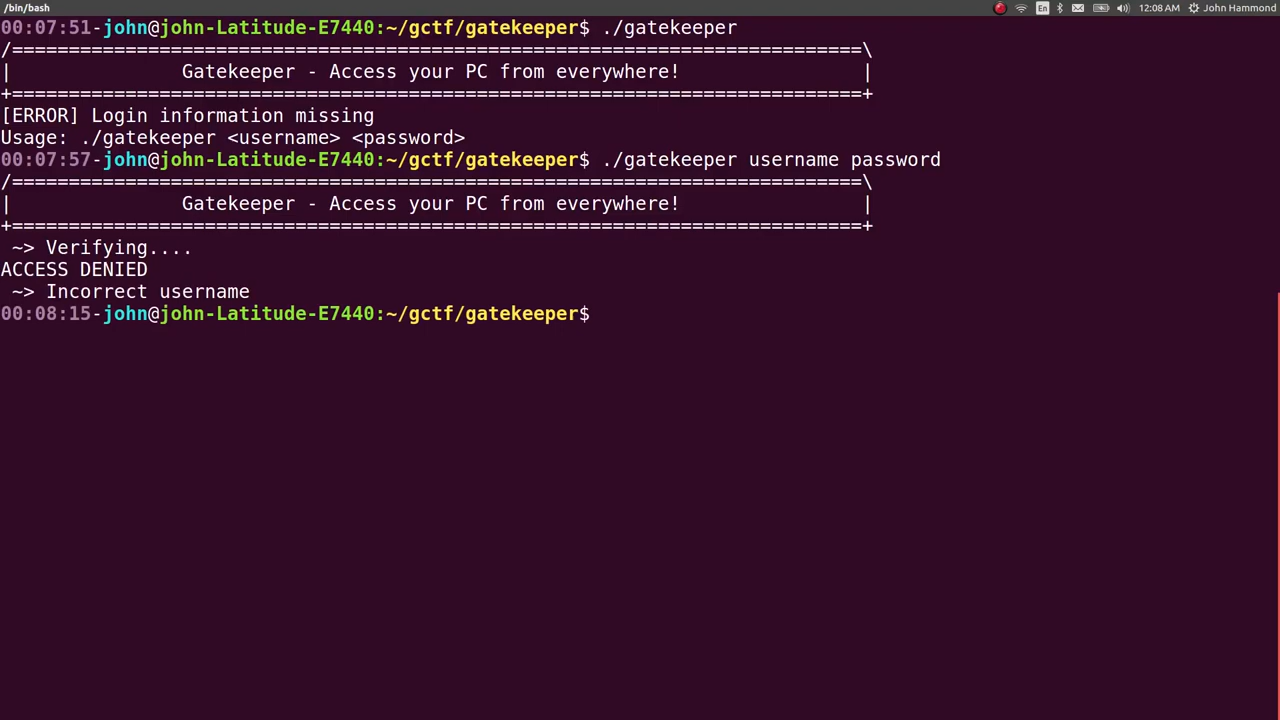 /bin/bash
En
12:08 AM
John Hammond
00:07:51-john@john-Latitude-E7440:~/gctf/gatekeeper$ ./gatekeeper
/===========================================================================\
|               Gatekeeper - Access your PC from everywhere!                |
+===========================================================================+
[ERROR] Login information missing
Usage: ./gatekeeper <username> <password>
00:07:57-john@john-Latitude-E7440:~/gctf/gatekeeper$ ./gatekeeper username password
/===========================================================================\
|               Gatekeeper - Access your PC from everywhere!                |
+===========================================================================+
 ~> Verifying....
ACCESS DENIED
 ~> Incorrect username
00:08:15-john@john-Latitude-E7440:~/gctf/gatekeeper$